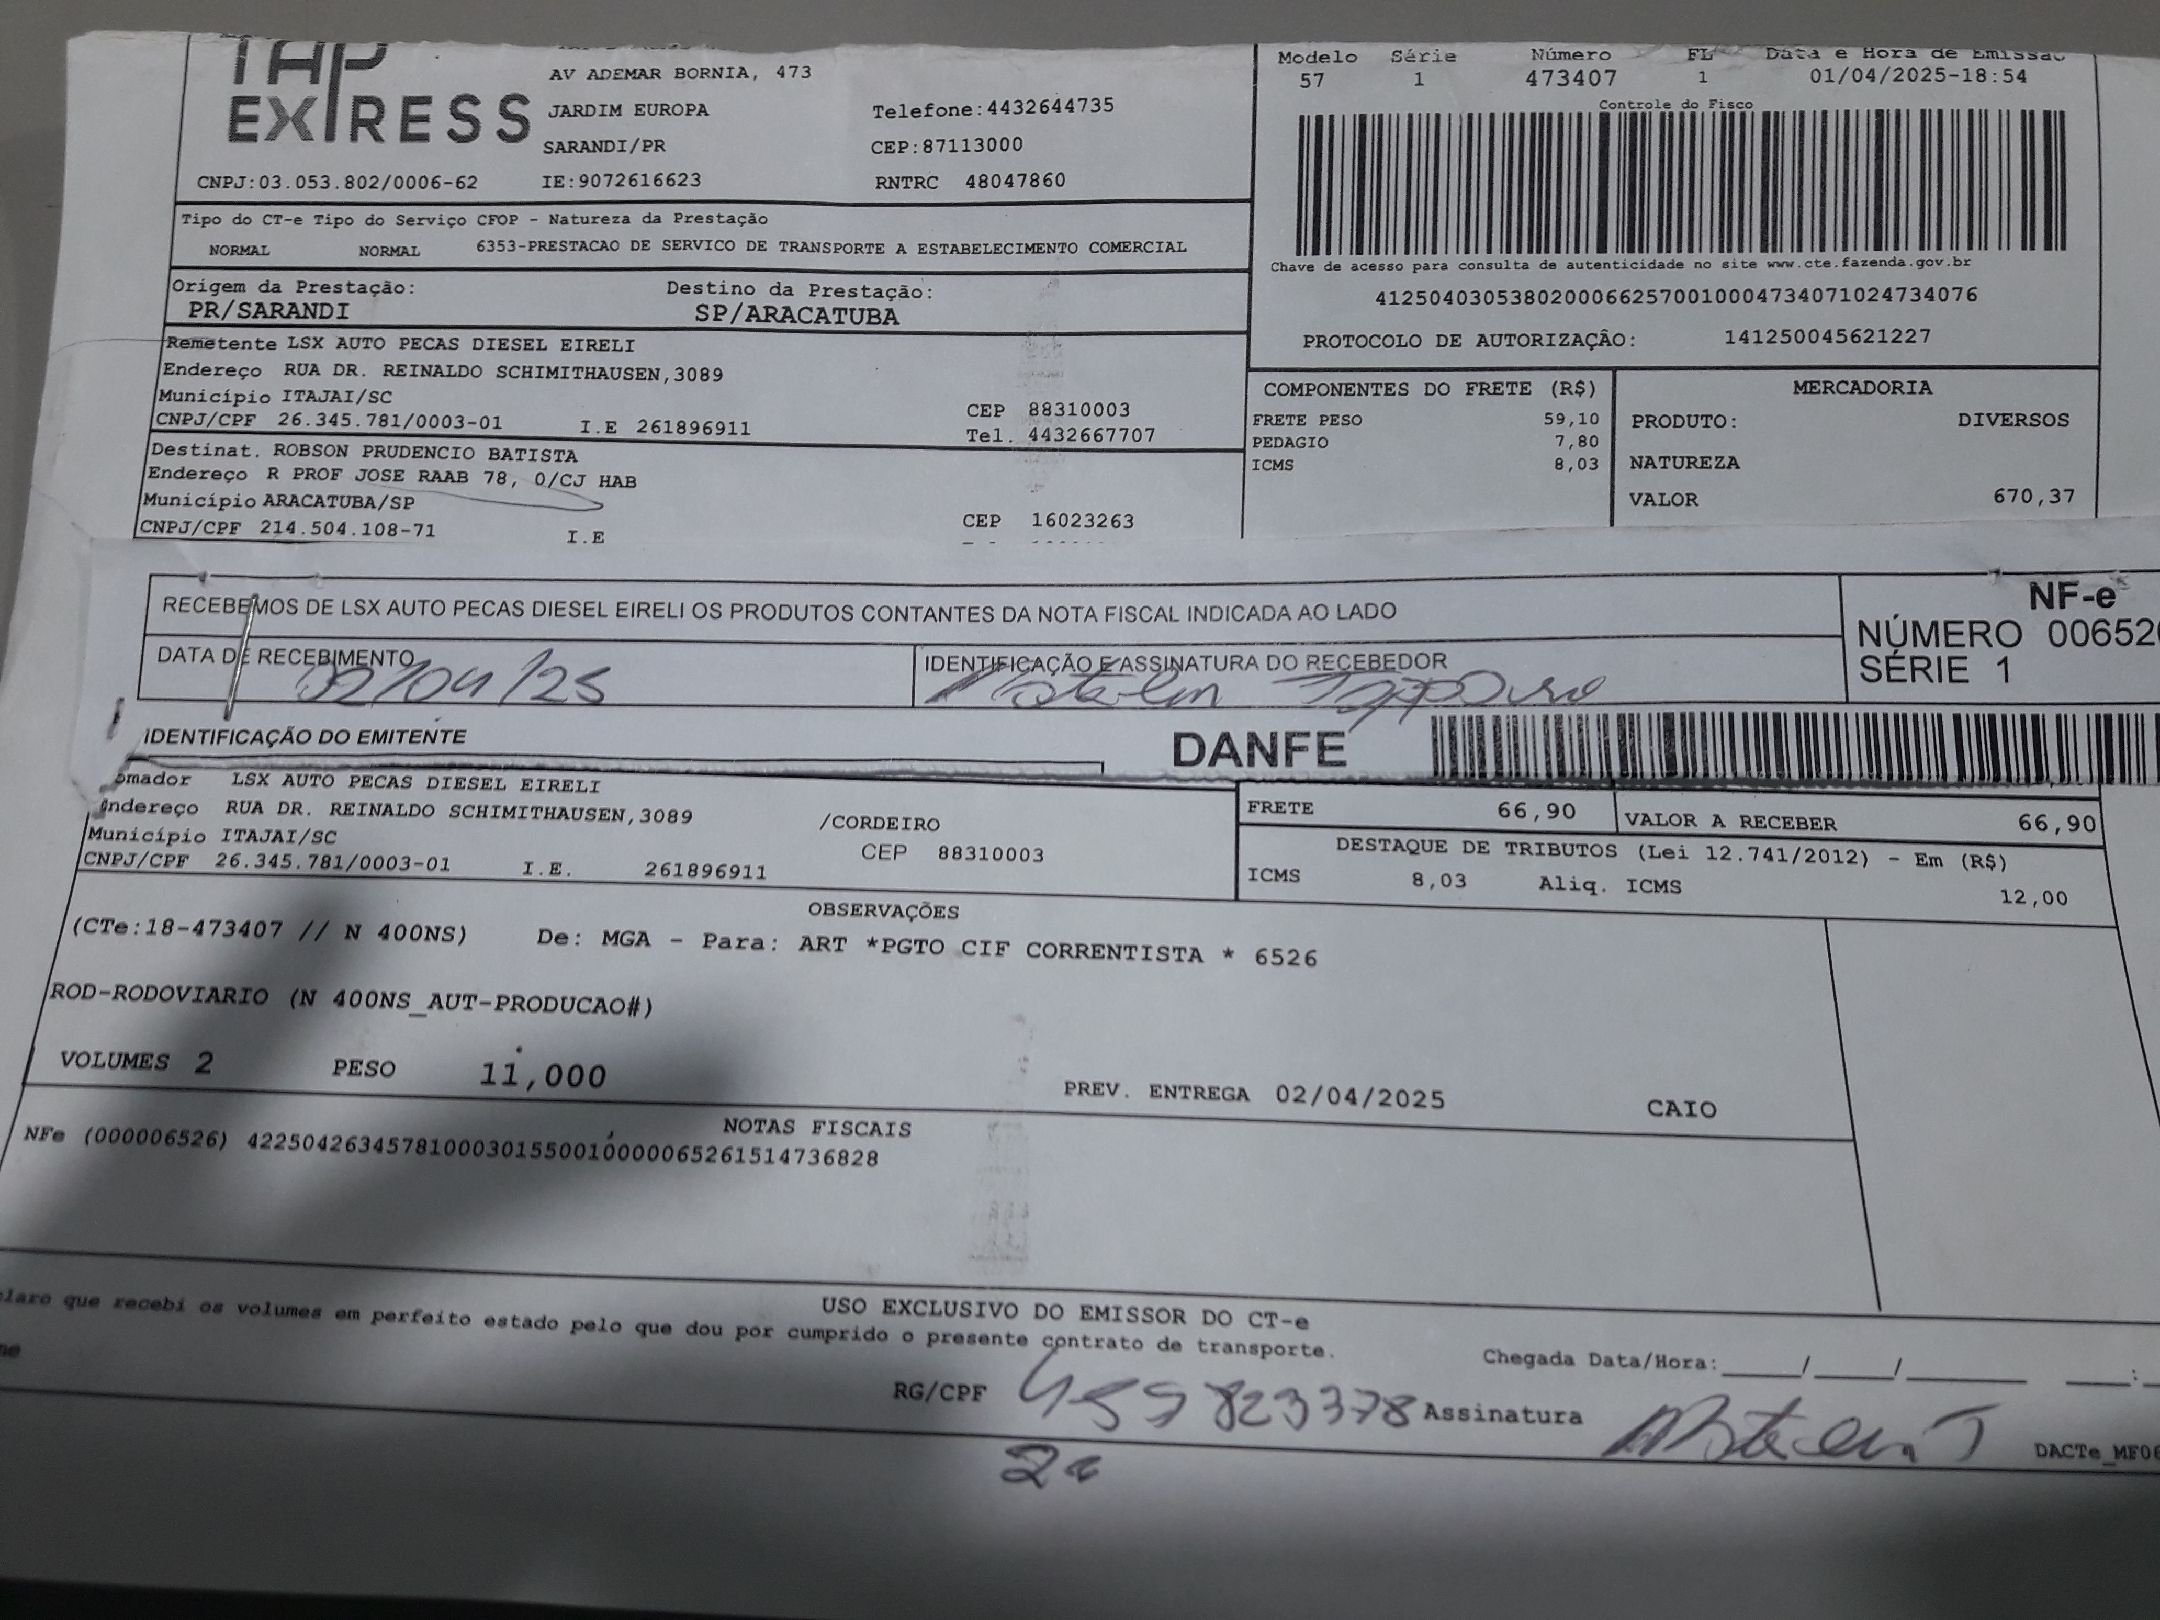 TAP
EXPRESS
AV ADEMAR BORNIA, 473
JARDIM EUROPA Telefone:4432644735
SARANDI/PR CEP:87113000
CNPJ:03.053.802/0006-62 IE:9072616623 RNTRC 48047860
Modelo Série Número FL Data e Hora de Emissao
57 1 473407 1 01/04/2025-18:54
Controle do Fisco
Chave de acesso para consulta de autenticidade no site www.cte.fazenda.gov.br
41250403053802000662570010004734071024734076
PROTOCOLO DE AUTORIZAÇÂO: 141250045621227
Tipo do CT-e Tipo do Serviço CFOP - Natureza da Prestação
NORMAL NORMAL 6353-PRESTACAO DE SERVICO DE TRANSPORTE A ESTABELECIMENTO COMERCIAL
Origem da Prestação: Destino da Prestação:
PR/SARANDI SP/ARACATUBA
Remetente LSX AUTO PECAS DIESEL EIRELI
Endereço RUA DR. REINALDO SCHIMITHAUSEN,3089
Município ITAJAI/SC CEP 88310003
CNPJ/CPF 26.345.781/0003-01 I.E 261896911 Tel. 4432667707
Destinat. ROBSON PRUDENCIO BATISTA
Endereço R PROF JOSE RAAB 78, 0/CJ HAB
Município ARACATUBA/SP CEP 16023263
CNPJ/CPF 214.504.108-71 I.E
COMPONENTES DO FRETE (R$)
FRETE PESO 59,10
PEDAGIO 7,80
ICMS 8,03
MERCADORIA
PRODUTO: DIVERSOS
NATUREZA
VALOR 670,37
RECEBEMOS DE LSX AUTO PECAS DIESEL EIRELI OS PRODUTOS CONTANTES DA NOTA FISCAL INDICADA AO LADO
NF-e
NÚMERO 00652
SÉRIE 1
DATA DE RECEBIMENTO IDENTIFICAÇÃO E ASSINATURA DO RECEBEDOR
02/04/25
IDENTIFICAÇÃO DO EMITENTE
DANFE
omador LSX AUTO PECAS DIESEL EIRELI
Endereço RUA DR. REINALDO SCHIMITHAUSEN,3089 /CORDEIRO
Município ITAJAI/SC CEP 88310003
CNPJ/CPF 26.345.781/0003-01 I.E. 261896911
FRETE 66,90 VALOR A RECEBER 66,90
DESTAQUE DE TRIBUTOS (Lei 12.741/2012) - Em (R$)
ICMS 8,03 Aliq. ICMS 12,00
OBSERVAÇÕES
(CTe:18-473407 // N 400NS) De: MGA - Para: ART *PGTO CIF CORRENTISTA * 6526
ROD-RODOVIARIO (N 400NS_AUT-PRODUCAO#)
VOLUMES 2 PESO 11,000 PREV. ENTREGA 02/04/2025 CAIO
NOTAS FISCAIS
NFe (000006526) 42250426345781000301550010000065261514736828
USO EXCLUSIVO DO EMISSOR DO CT-e
claro que recebi os volumes em perfeito estado pelo que dou por cumprido o presente contrato de transporte.
me Chegada Data/Hora:____/____/______ ___:
RG/CPF 459823378 Assinatura
DACTe_MF06